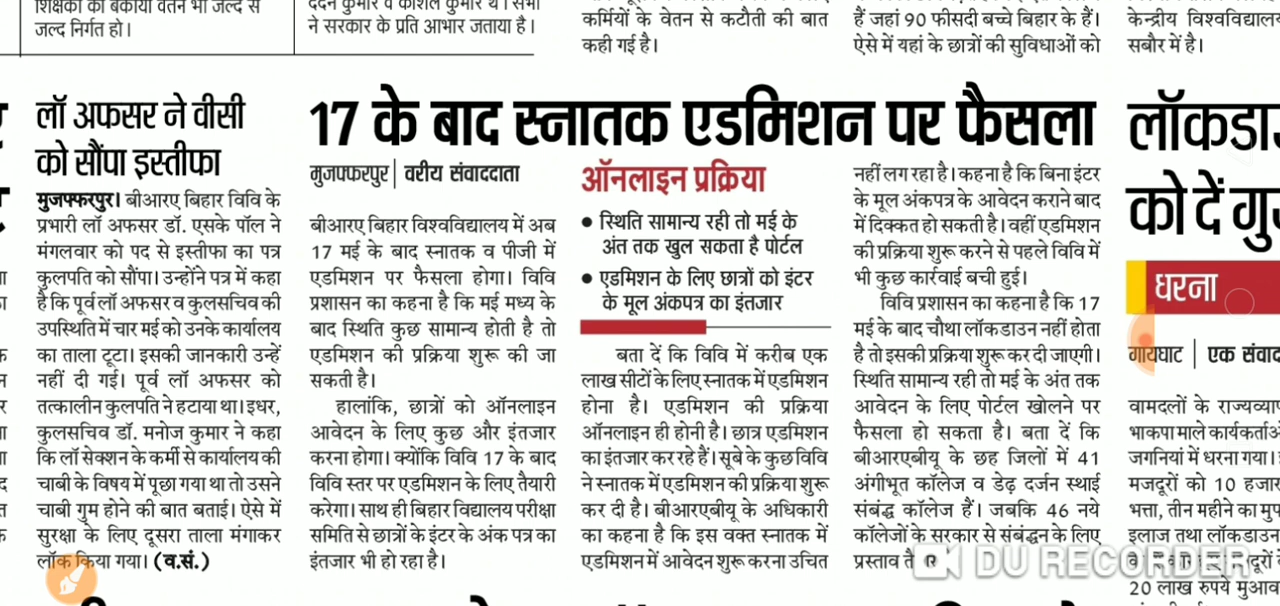 शिक्षकों का बकाया वेतन भी जल्द से
जल्द निर्गत हो।
ददन कुमार व कौशल कुमार थे। सभी
ने सरकार के प्रति आभार जताया है।
कर्मियों के वेतन से कटौती की बात
कही गई है।
हैं जहां 90 फीसदी बच्चे बिहार के हैं।
ऐसे में यहां के छात्रों की सुविधाओं को
केन्द्रीय विश्वविद्यालय
सबौर में है।
लॉ अफसर ने वीसी
को सौंपा इस्तीफा
मुजफ्फरपुर। बीआरए बिहार विवि के
प्रभारी लॉ अफसर डॉ. एसके पॉल ने
मंगलवार को पद से इस्तीफा का पत्र
कुलपति को सौंपा। उन्होंने पत्र में कहा
है कि पूर्व लॉ अफसर व कुलसचिव की
उपस्थिति में चार मई को उनके कार्यालय
का ताला टूटा। इसकी जानकारी उन्हें
नहीं दी गई। पूर्व लॉ अफसर को
तत्कालीन कुलपति ने हटाया था। इधर,
कुलसचिव डॉ. मनोज कुमार ने कहा
कि लॉ सेक्शन के कर्मी से कार्यालय की
चाबी के विषय में पूछा गया था तो उसने
चाबी गुम होने की बात बताई। ऐसे में
सुरक्षा के लिए दूसरा ताला मंगाकर
लॉक किया गया। (व.सं.)
17 के बाद स्नातक एडमिशन पर फैसला
मुजफ्फरपुर | वरीय संवाददाता
बीआरए बिहार विश्वविद्यालय में अब
17 मई के बाद स्नातक व पीजी में
एडमिशन पर फैसला होगा। विवि
प्रशासन का कहना है कि मई मध्य के
बाद स्थिति कुछ सामान्य होती है तो
एडमिशन की प्रक्रिया शुरू की जा
सकती है।
हालांकि, छात्रों को ऑनलाइन
आवेदन के लिए कुछ और इंतजार
करना होगा। क्योंकि विवि 17 के बाद
विवि स्तर पर एडमिशन के लिए तैयारी
करेगा। साथ ही बिहार विद्यालय परीक्षा
समिति से छात्रों के इंटर के अंक पत्र का
इंतजार भी हो रहा है।
ऑनलाइन प्रक्रिया
● स्थिति सामान्य रही तो मई के
अंत तक खुल सकता है पोर्टल
● एडमिशन के लिए छात्रों को इंटर
के मूल अंकपत्र का इंतजार
बता दें कि विवि में करीब एक
लाख सीटों के लिए स्नातक में एडमिशन
होना है। एडमिशन की प्रक्रिया
ऑनलाइन ही होनी है। छात्र एडमिशन
का इंतजार कर रहे हैं। सूबे के कुछ विवि
ने स्नातक में एडमिशन की प्रक्रिया शुरू
कर दी है। बीआरएबीयू के अधिकारी
का कहना है कि इस वक्त स्नातक में
एडमिशन में आवेदन शुरू करना उचित
नहीं लग रहा है। कहना है कि बिना इंटर
के मूल अंकपत्र के आवेदन कराने बाद
में दिक्कत हो सकती है। वहीं एडमिशन
की प्रक्रिया शुरू करने से पहले विवि में
भी कुछ कार्रवाई बची हुई।
विवि प्रशासन का कहना है कि 17
मई के बाद चौथा लॉकडाउन नहीं होता
है तो इसकी प्रक्रिया शुरू कर दी जाएगी।
स्थिति सामान्य रही तो मई के अंत तक
आवेदन के लिए पोर्टल खोलने पर
फैसला हो सकता है। बता दें कि
बीआरएबीयू के छह जिलों में 41
अंगीभूत कॉलेज व डेढ़ दर्जन स्थाई
संबंद्ध कॉलेज हैं। जबकि 46 नये
कॉलेजों के सरकार से संबंद्धन के लिए
प्रस्ताव
को दें
धरना
गायघाट | एक
वामदलों के
भाकपा माले
जगनियां में धरना गया।
मजदूरों को 10 हजार
भत्ता, तीन महीने का
इलाज तथा लॉकडाउन
20 लाख रुपये
DU RECORDER